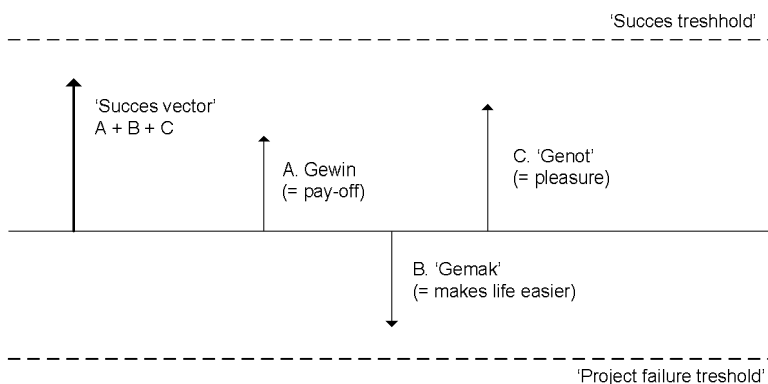 ‘Succes treshhold’
‘Succes vector’
A + B + C
A. Gewin
(= pay-off)
C. ‘Genot’
(= pleasure)
B. ‘Gemak’
(= makes life easier)
‘Project failure treshold’